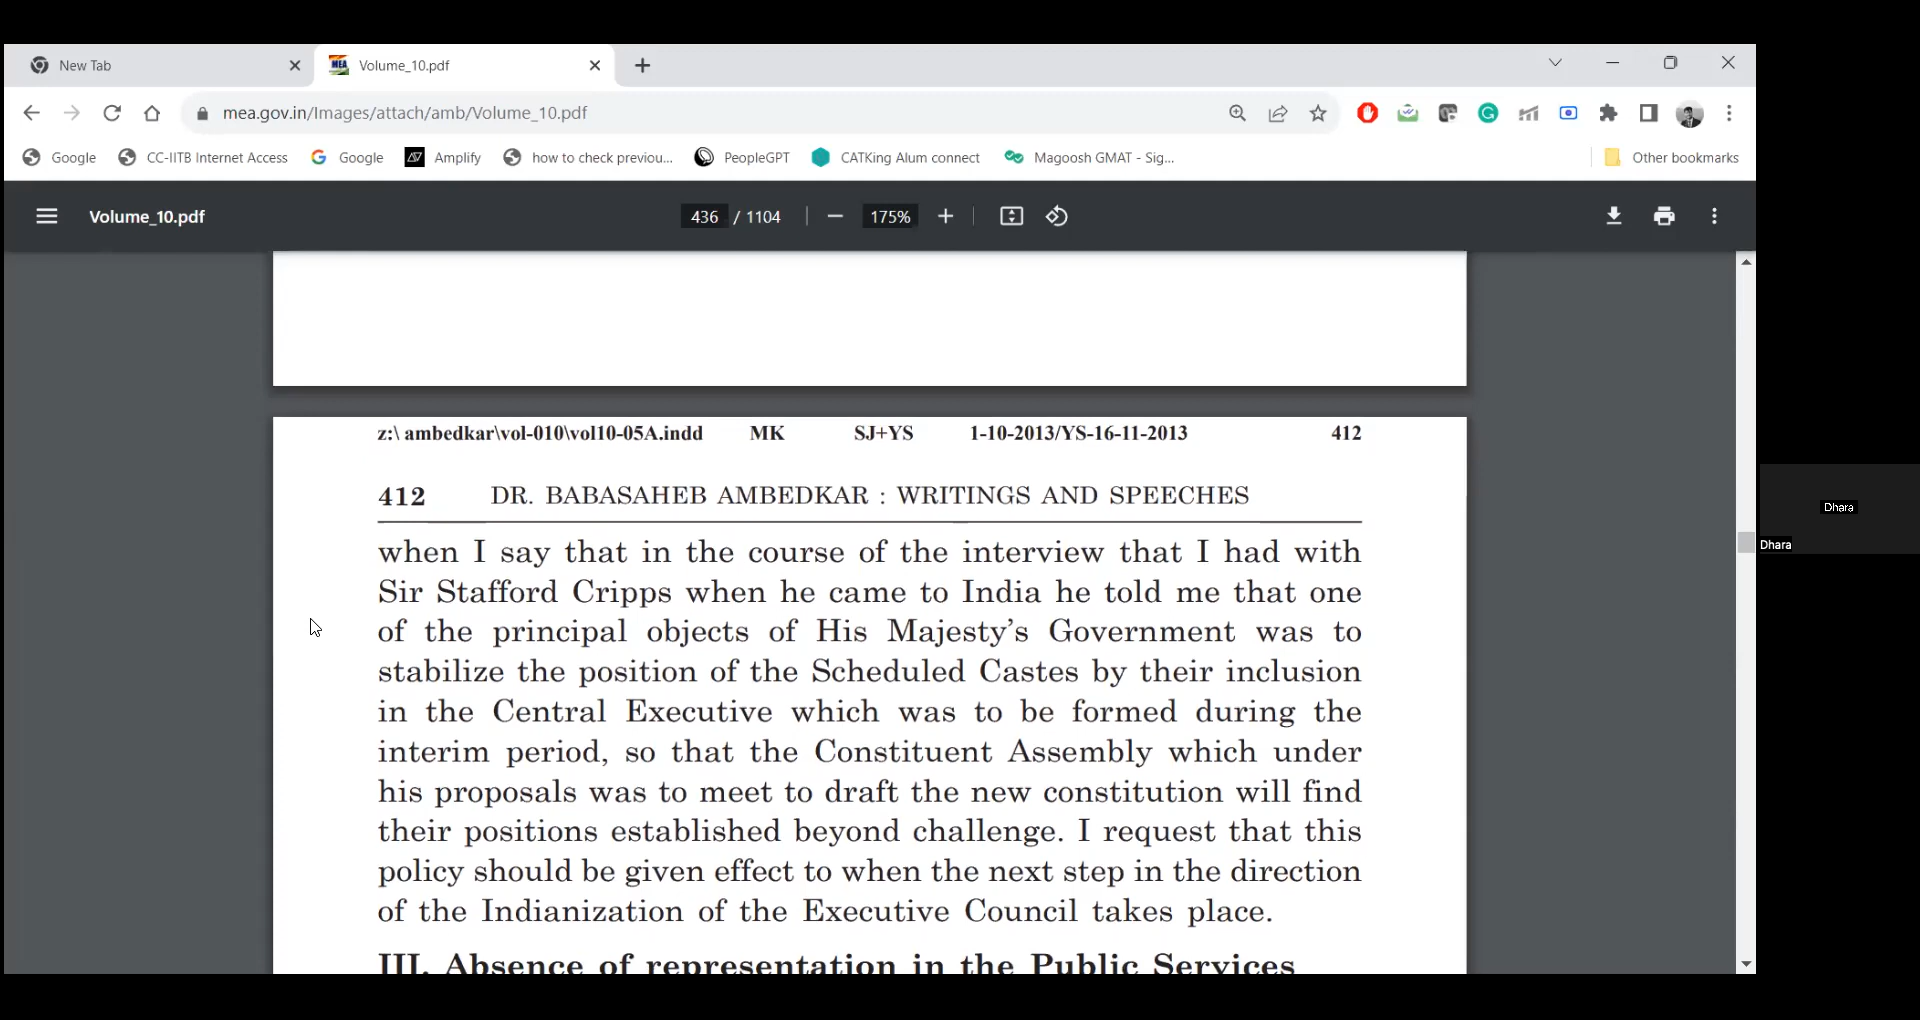 New Tab
MEA Volume_10.pdf
mea.gov.in/Images/attach/amb/Volume_10.pdf
Google CC-IITB Internet Access Google Amplify how to check previou... PeopleGPT CATKing Alum connect Magoosh GMAT - Sig... Other bookmarks
Volume_10.pdf 436 / 1104 175%
z:\ ambedkar\vol-010\vol10-05A.indd MK SJ+YS 1-10-2013/YS-16-11-2013 412
412 DR. BABASAHEB AMBEDKAR : WRITINGS AND SPEECHES
when I say that in the course of the interview that I had with
Sir Stafford Cripps when he came to India he told me that one
of the principal objects of His Majesty's Government was to
stabilize the position of the Scheduled Castes by their inclusion
in the Central Executive which was to be formed during the
interim period, so that the Constituent Assembly which under
his proposals was to meet to draft the new constitution will find
their positions established beyond challenge. I request that this
policy should be given effect to when the next step in the direction
of the Indianization of the Executive Council takes place.
III. Absence of representation in the Public Services
Dhara
Dhara